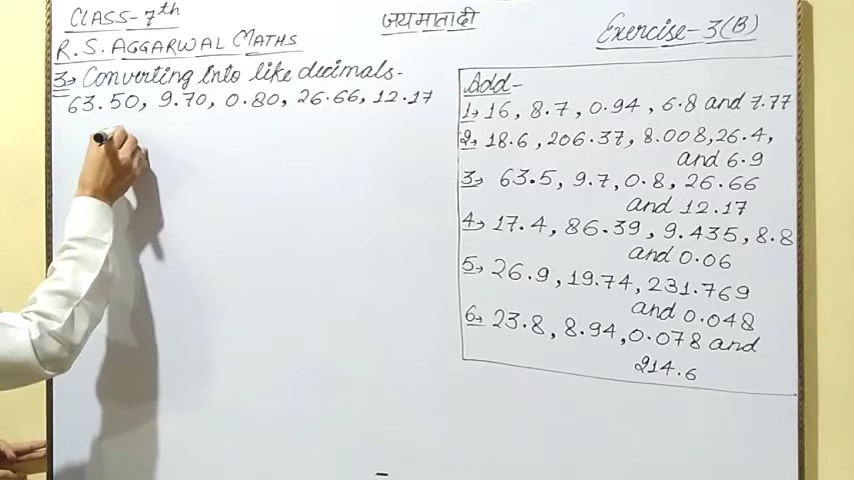 CLASS- 7th
जय माता दी
Exercise- 3(B)
R.S. AGGARWAL MATHS
3→ Converting into like decimals-
63.50, 9.70, 0.80, 26.66, 12.17
Add-
1→ 16, 8.7, 0.94, 6.8 and 7.77
2→ 18.6, 206.37, 8.008, 26.4,
and 6.9
3→ 63.5, 9.7, 0.8, 26.66
and 12.17
4→ 17.4, 86.39, 9.435, 8.8
and 0.06
5→ 26.9, 19.74, 231.769
and 0.048
6→ 23.8, 8.94, 0.078 and
214.6